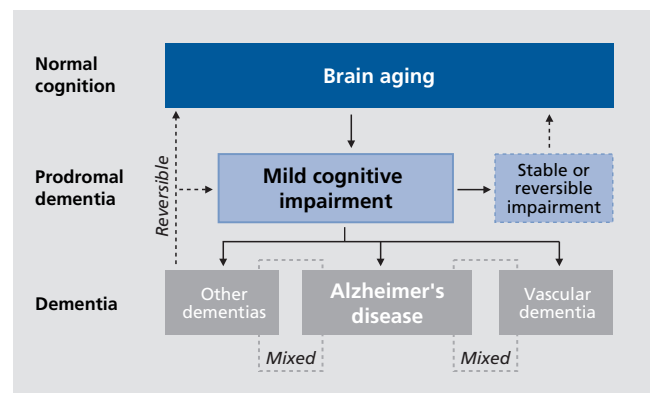 Normal
cognition
Brain aging
Reversible
Prodromal
dementia
Mild cognitive
impairment
Stable or
reversible
impairment
Dementia
Other
dementias
Alzheimer's
disease
Vascular
dementia
Mixed
Mixed